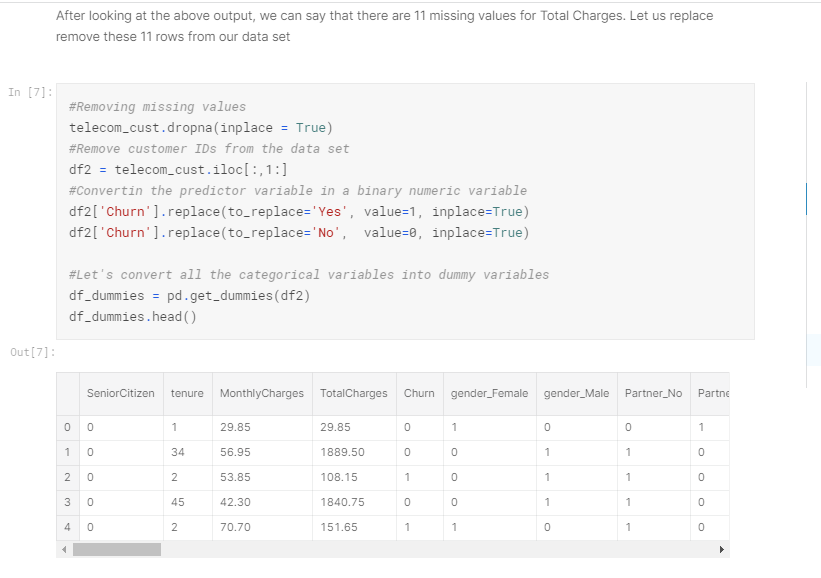 After looking at the above output, we can say that there are 11 missing values for Total Charges. Let us replace
remove these 11 rows from our data set
In [7]:
#Removing missing values
telecom_cust.dropna(inplace = True)
#Remove customer IDs from the data set
df2 = telecom_cust.iloc[:,1:]
#Convertin the predictor variable in a binary numeric variable
df2['Churn'].replace(to_replace='Yes', value=1, inplace=True)
df2['Churn'].replace(to_replace='No',  value=0, inplace=True)
#Let's convert all the categorical variables into dummy variables
df_dummies = pd.get_dummies(df2)
df_dummies.head()
Out[7]:
SeniorCitizen tenure MonthlyCharges TotalCharges Churn gender_Female gender_Male Partner_No Partne
0 0 1 29.85 29.85 0 1 0 0 1
1 0 34 56.95 1889.50 0 0 1 1 0
2 0 2 53.85 108.15 1 0 1 1 0
3 0 45 42.30 1840.75 0 0 1 1 0
4 0 2 70.70 151.65 1 1 0 1 0